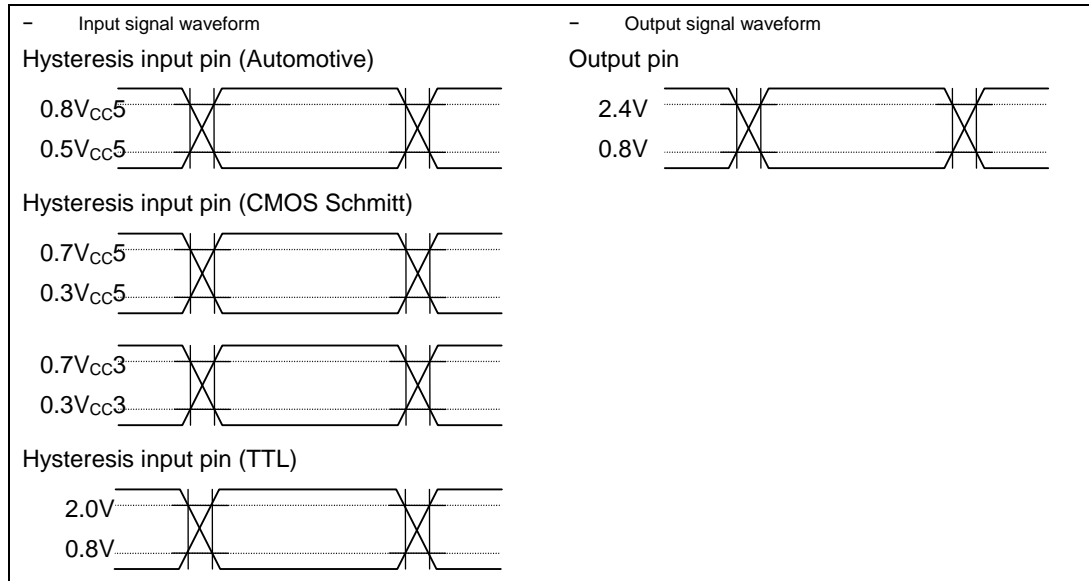 – Input signal waveform
Hysteresis input pin (Automotive)
0.8VCC5
0.5VCC5
Hysteresis input pin (CMOS Schmitt)
0.7VCC5
0.3VCC5
0.7VCC3
0.3VCC3
Hysteresis input pin (TTL)
2.0V
0.8V
– Output signal waveform
Output pin
2.4V
0.8V